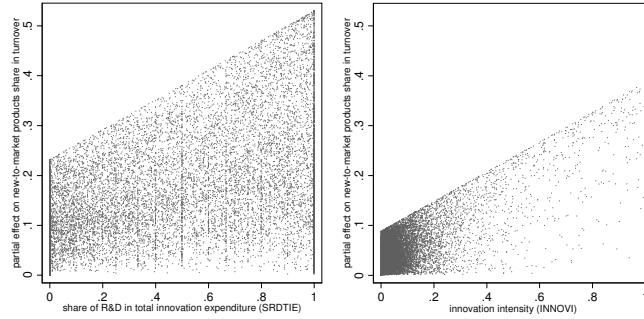 partial effect on new-to-market products share in turnover
.5
.4
.3
.2
.1
0
0 .2 .4 .6 .8 1
share of R&D in total innovation expenditure (SRDTIE)
partial effect on new-to-market products share in turnover
.5
.4
.3
.2
.1
0
0 .2 .4 .6 .8 1
innovation intensity (INNOVI)